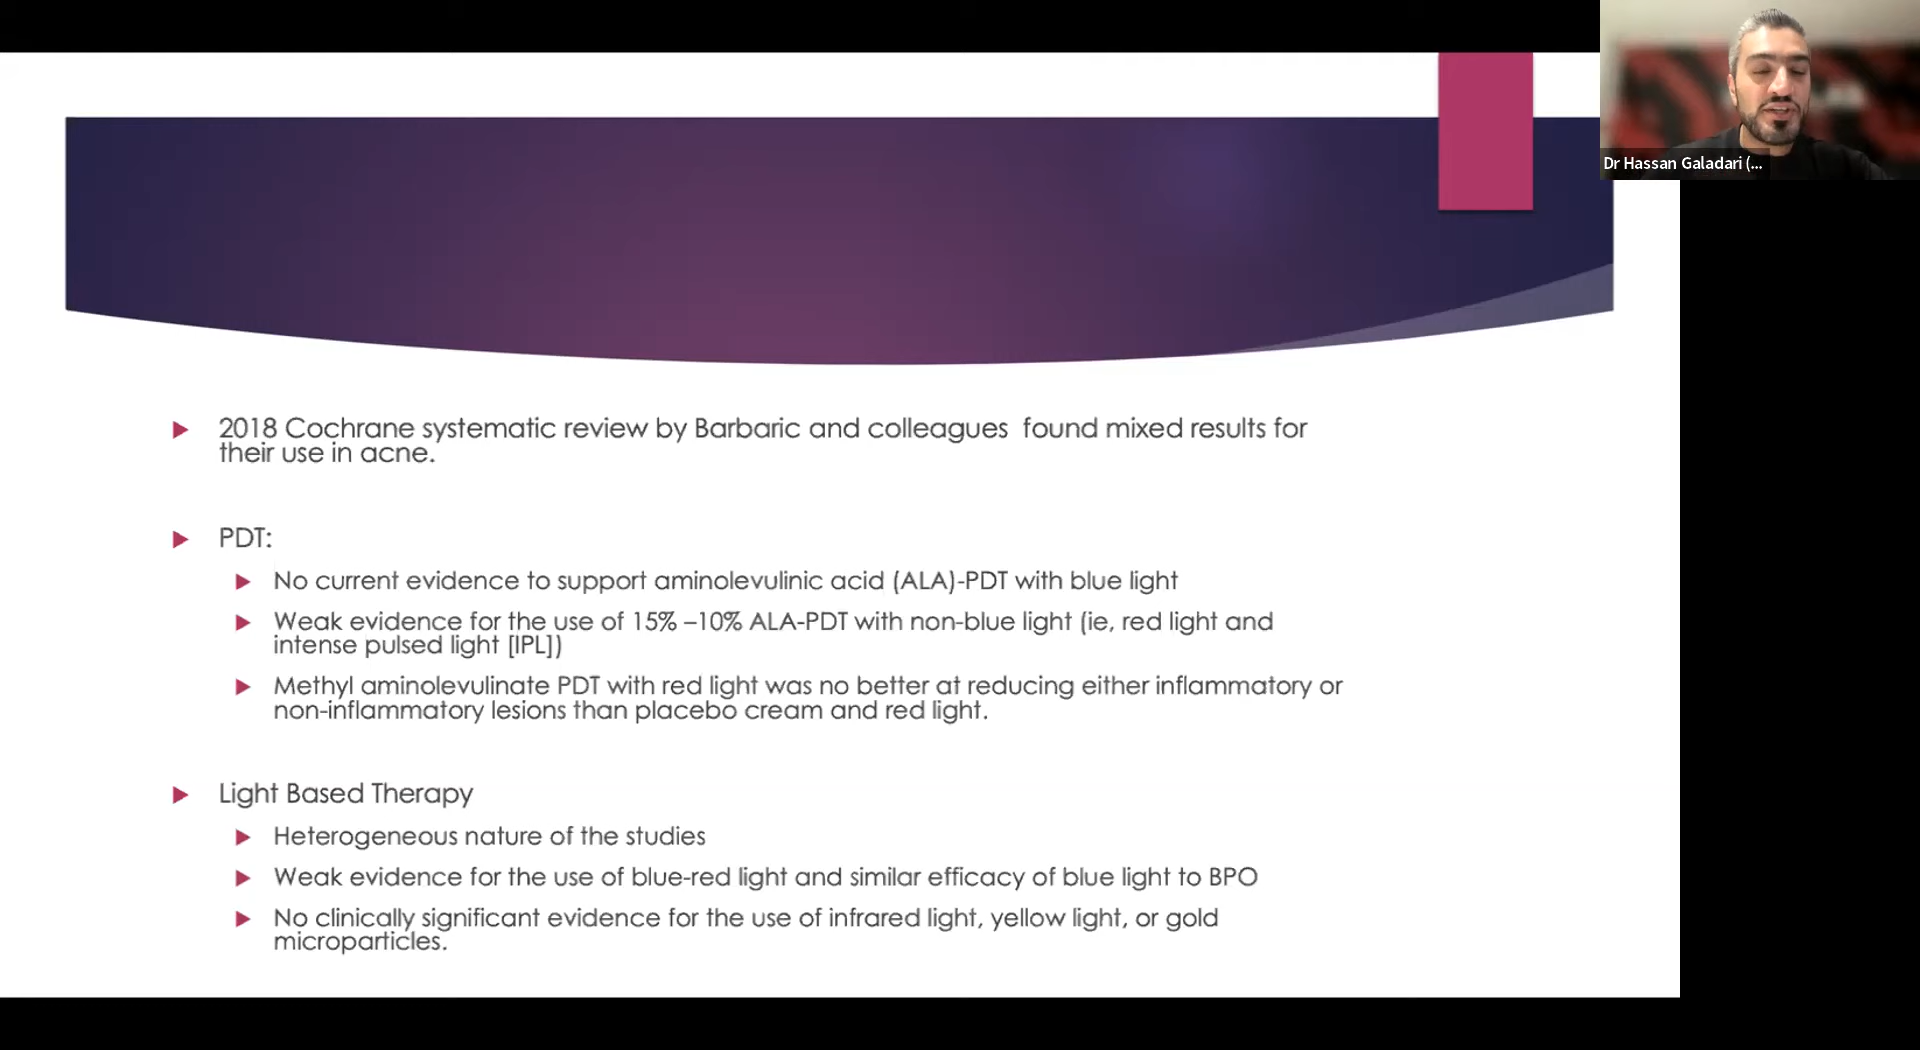 Dr Hassan Galadari (...
2018 Cochrane systematic review by Barbaric and colleagues  found mixed results for
their use in acne.
PDT:
No current evidence to support aminolevulinic acid (ALA)-PDT with blue light
Weak evidence for the use of 15% –10% ALA-PDT with non-blue light (ie, red light and
intense pulsed light [IPL])
Methyl aminolevulinate PDT with red light was no better at reducing either inflammatory or
non-inflammatory lesions than placebo cream and red light.
Light Based Therapy
Heterogeneous nature of the studies
Weak evidence for the use of blue-red light and similar efficacy of blue light to BPO
No clinically significant evidence for the use of infrared light, yellow light, or gold
microparticles.